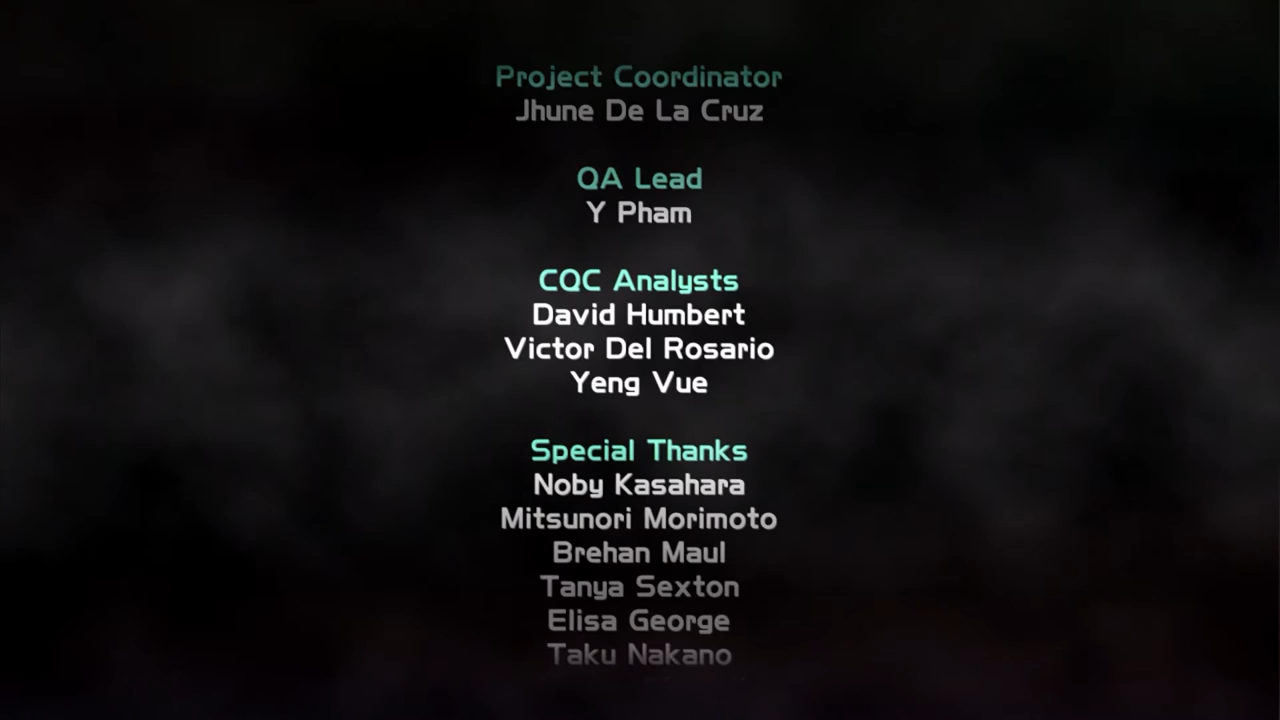 Project Coordinator
Jhune De La Cruz
QA Lead
Y Pham
CQC Analysts
David Humbert
Victor Del Rosario
Yeng Vue
Special Thanks
Noby Kasahara
Mitsunori Morimoto
Brehan Maul
Tanya Sexton
Elisa George
Taku Nakano